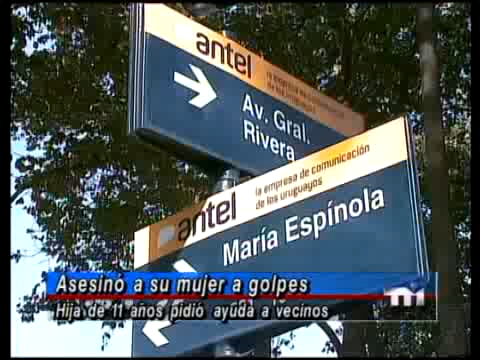 antel
la empresa de comunicación
de los uruguayos
Av. Gral.
Rivera
antel
la empresa de comunicación
de los uruguayos
María Espínola
Asesinó a su mujer a golpes
Hija de 11 años pidió ayuda a vecinos